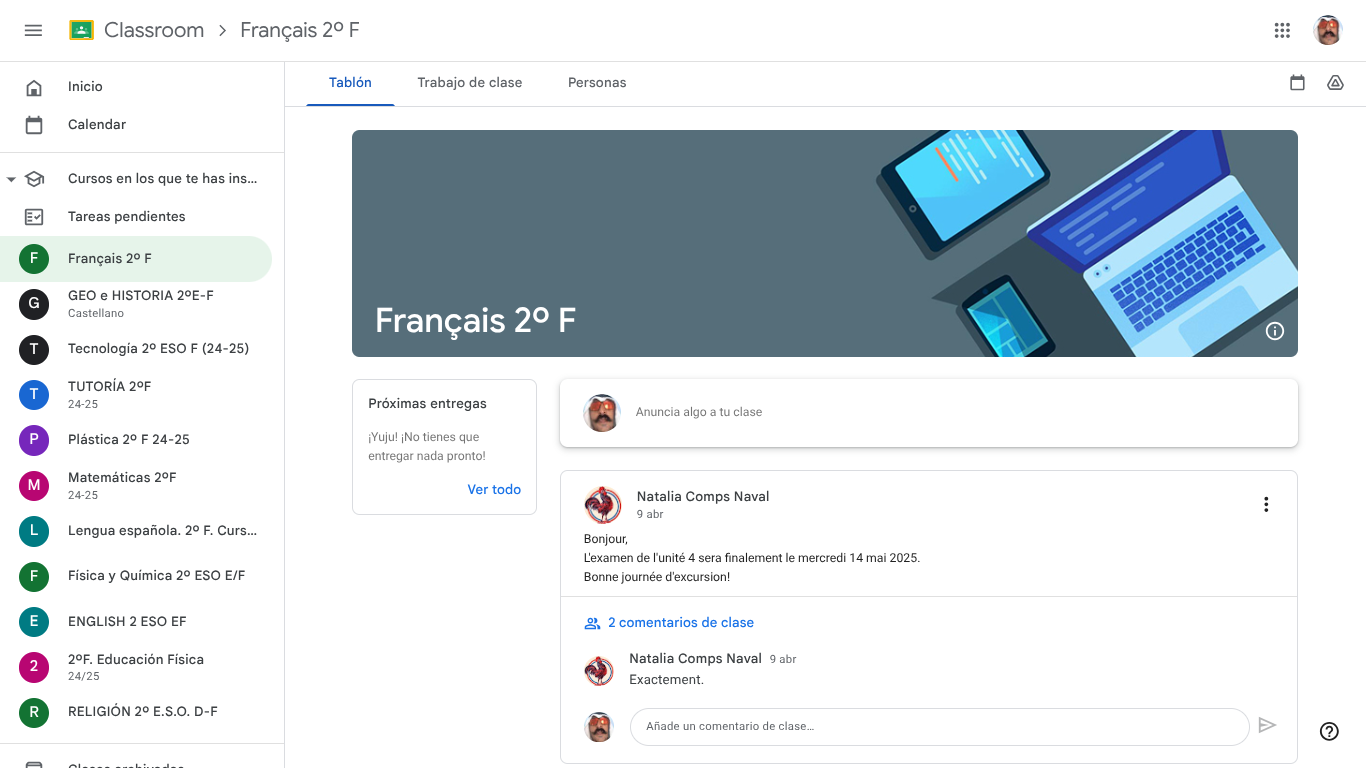 Classroom
Français 2º F
Inicio
Calendar
Cursos en los que te has ins...
Tareas pendientes
F
Français 2º F
G
GEO e HISTORIA 2ºE-F
Castellano
T
Tecnología 2º ESO F (24-25)
T
TUTORÍA 2ºF
24-25
P
Plástica 2º F 24-25
M
Matemáticas 2ºF
24-25
L
Lengua española. 2º F. Curs...
F
Física y Química 2º ESO E/F
E
ENGLISH 2 ESO EF
2
2ºF. Educación Física
24/25
R
RELIGIÓN 2º E.S.O. D-F
Tablón
Trabajo de clase
Personas
Français 2º F
Próximas entregas
¡Yuju! ¡No tienes que
entregar nada pronto!
Ver todo
Anuncia algo a tu clase
Natalia Comps Naval
9 abr
Bonjour,
L'examen de l'unité 4 sera finalement le mercredi 14 mai 2025.
Bonne journée d'excursion!
2 comentarios de clase
Natalia Comps Naval 9 abr
Exactement.
Añade un comentario de clase...